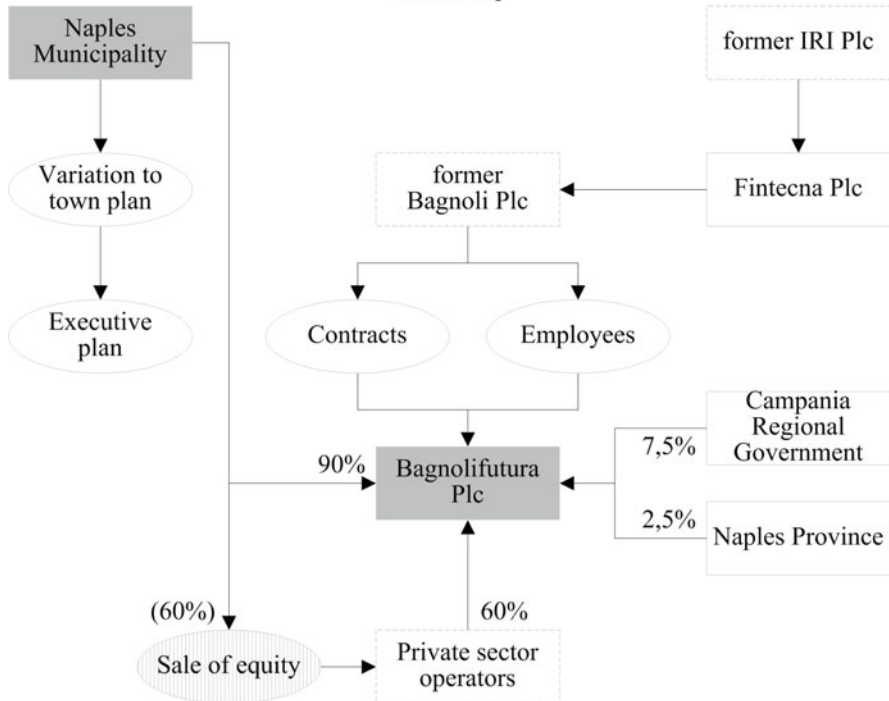 Naples
Municipality
former IRI Plc
Variation to
town plan
former
Bagnoli Plc
Fintecna Plc
Executive
plan
Contracts
Employees
Campania
Regional
Government
7,5%
90%
Bagnolifutura
Plc
2,5%
Naples Province
(60%)
60%
Sale of equity
Private sector
operators